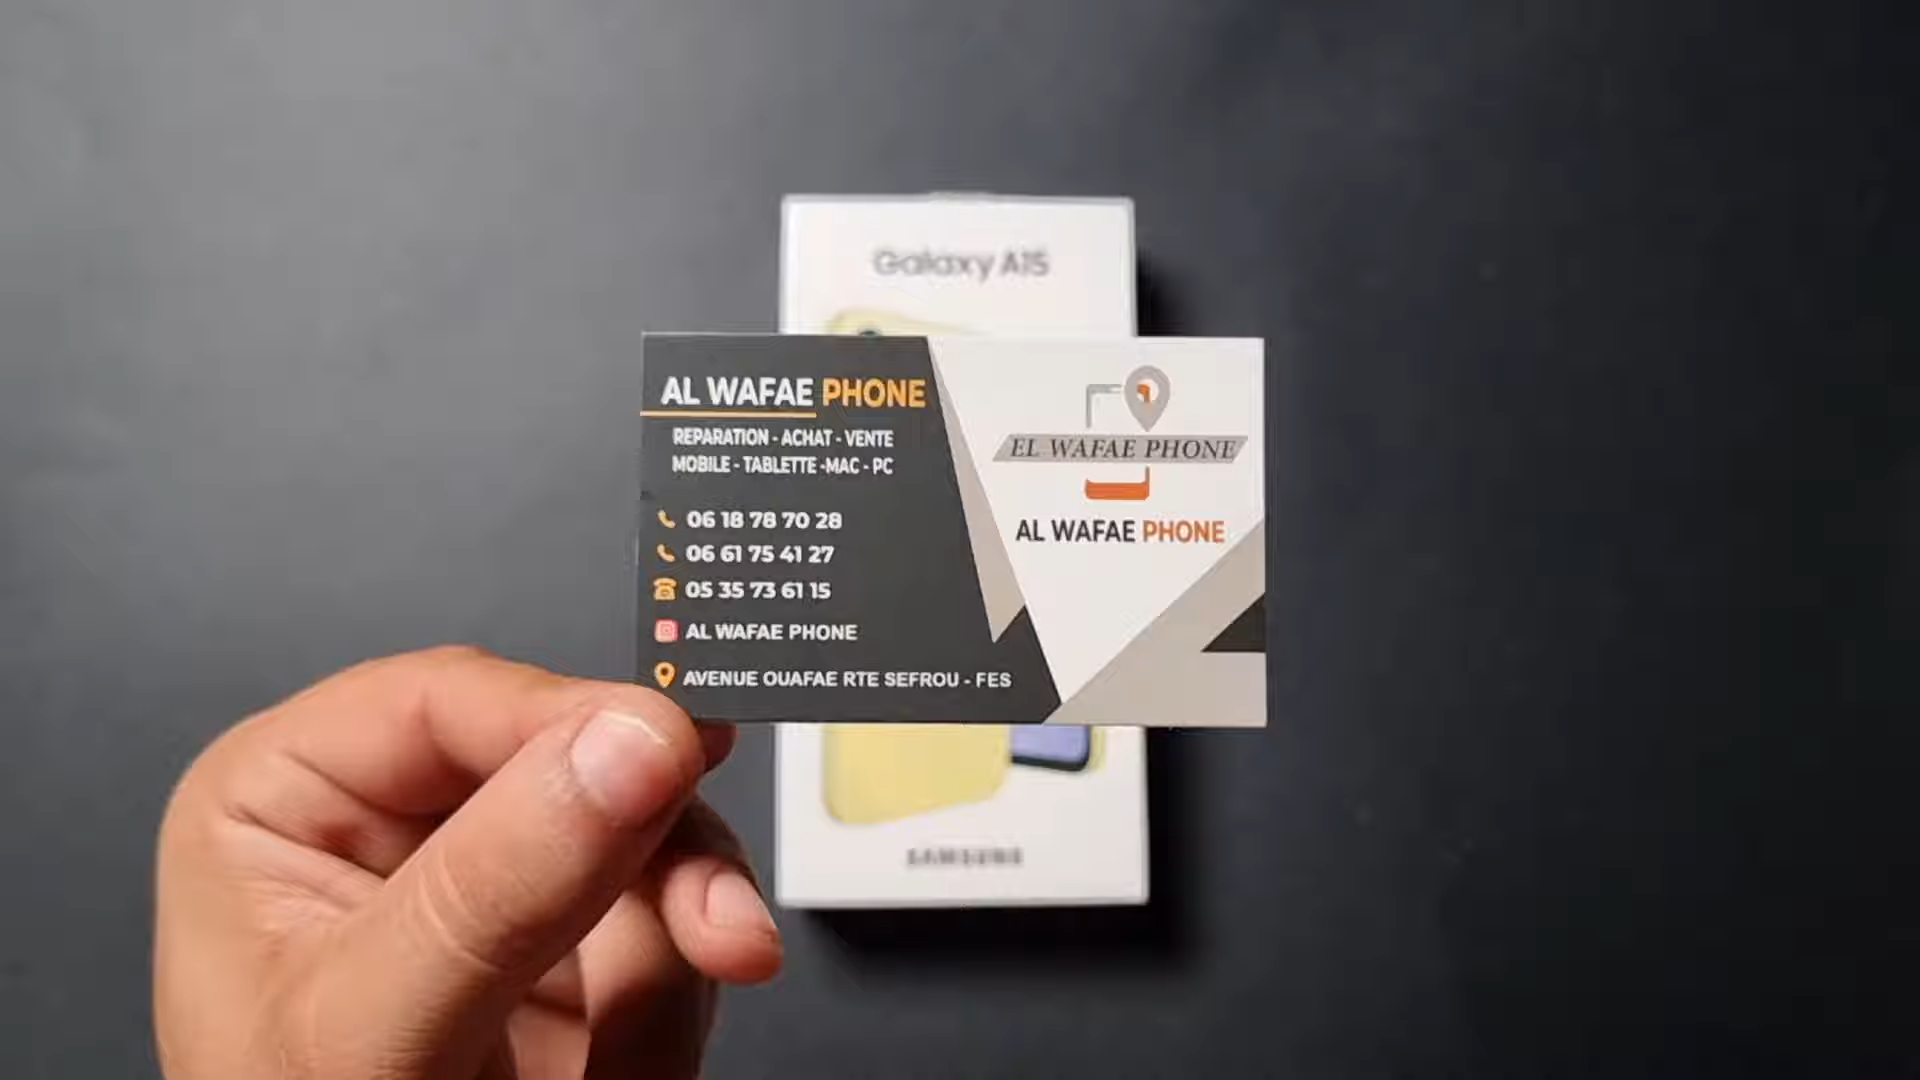 Galaxy A15
AL WAFAE PHONE
REPARATION - ACHAT - VENTE
MOBILE - TABLETTE -MAC - PC
06 18 78 70 28
06 61 75 41 27
05 35 73 61 15
AL WAFAE PHONE
AVENUE OUAFAE RTE SEFROU - FES
EL WAFAE PHONE
AL WAFAE PHONE
SAMSUNG